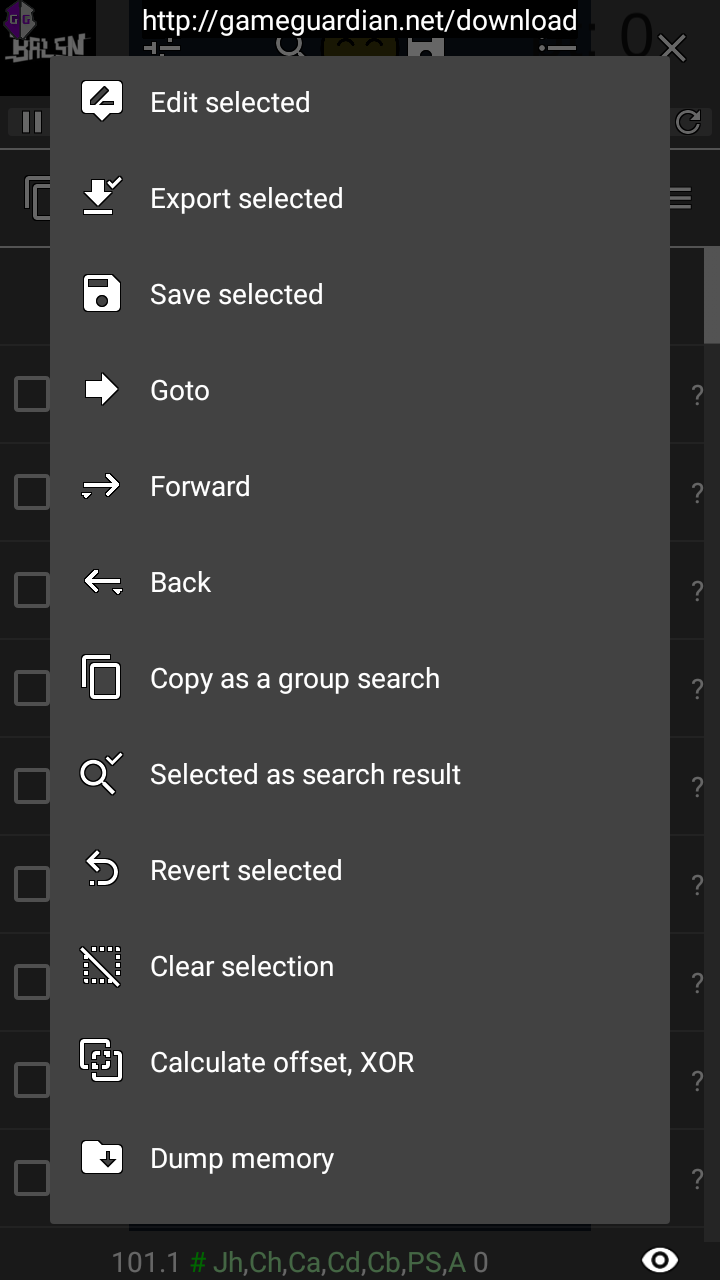 http://gameguardian.net/download
GG
BALSN
0
Edit selected
Export selected
Save selected
Goto
?
?
Forward
Back
?
Copy as a group search
?
Selected as search result
?
Revert selected
?
Clear selection
?
Calculate offset, XOR
?
Dump memory
?
101.1 # Jh,Ch,Ca,Cd,Cb,PS,A 0